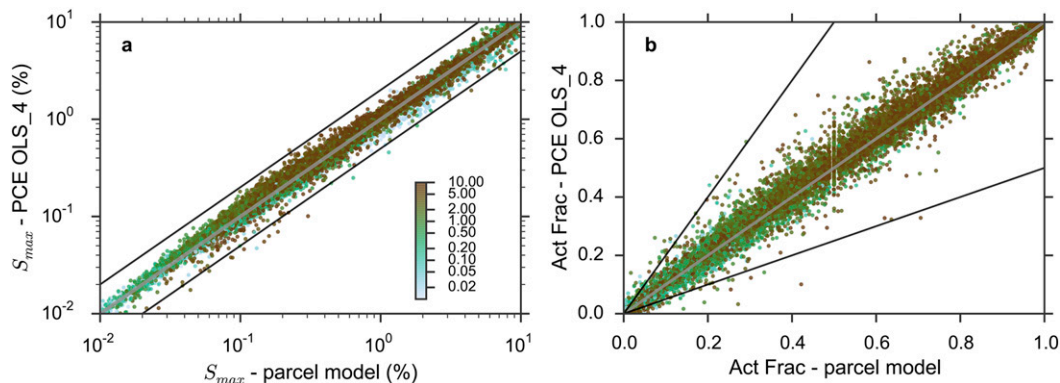 a
10¹
10⁰
10⁻¹
10⁻²
S_max - PCE OLS_4 (%)
10.00
5.00
2.00
1.00
0.50
0.20
0.10
0.05
0.02
10⁻² 10⁻¹ 10⁰ 10¹
S_max - parcel model (%)
b
1.0
0.8
0.6
0.4
0.2
0.0
Act Frac - PCE OLS_4
0.0 0.2 0.4 0.6 0.8 1.0
Act Frac - parcel model